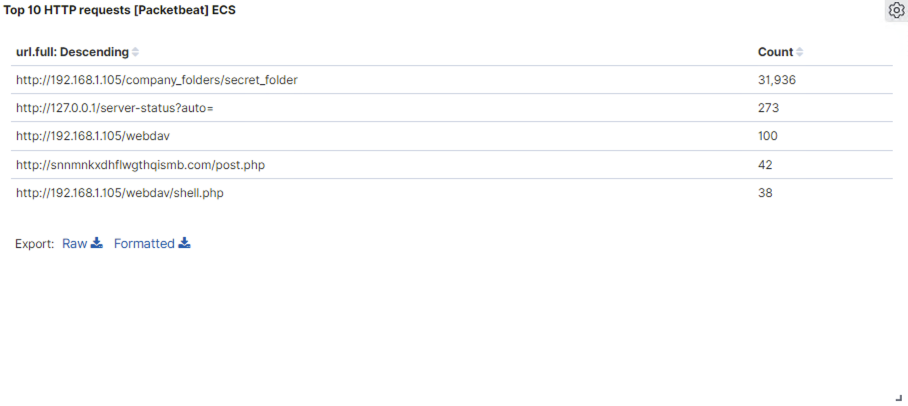 Top 10 HTTP requests [Packetbeat] ECS
url.full: Descending Count
http://192.168.1.105/company_folders/secret_folder 31,936
http://127.0.0.1/server-status?auto= 273
http://192.168.1.105/webdav 100
http://snnmnkxdhflwgthqismb.com/post.php 42
http://192.168.1.105/webdav/shell.php 38
Export: Raw Formatted